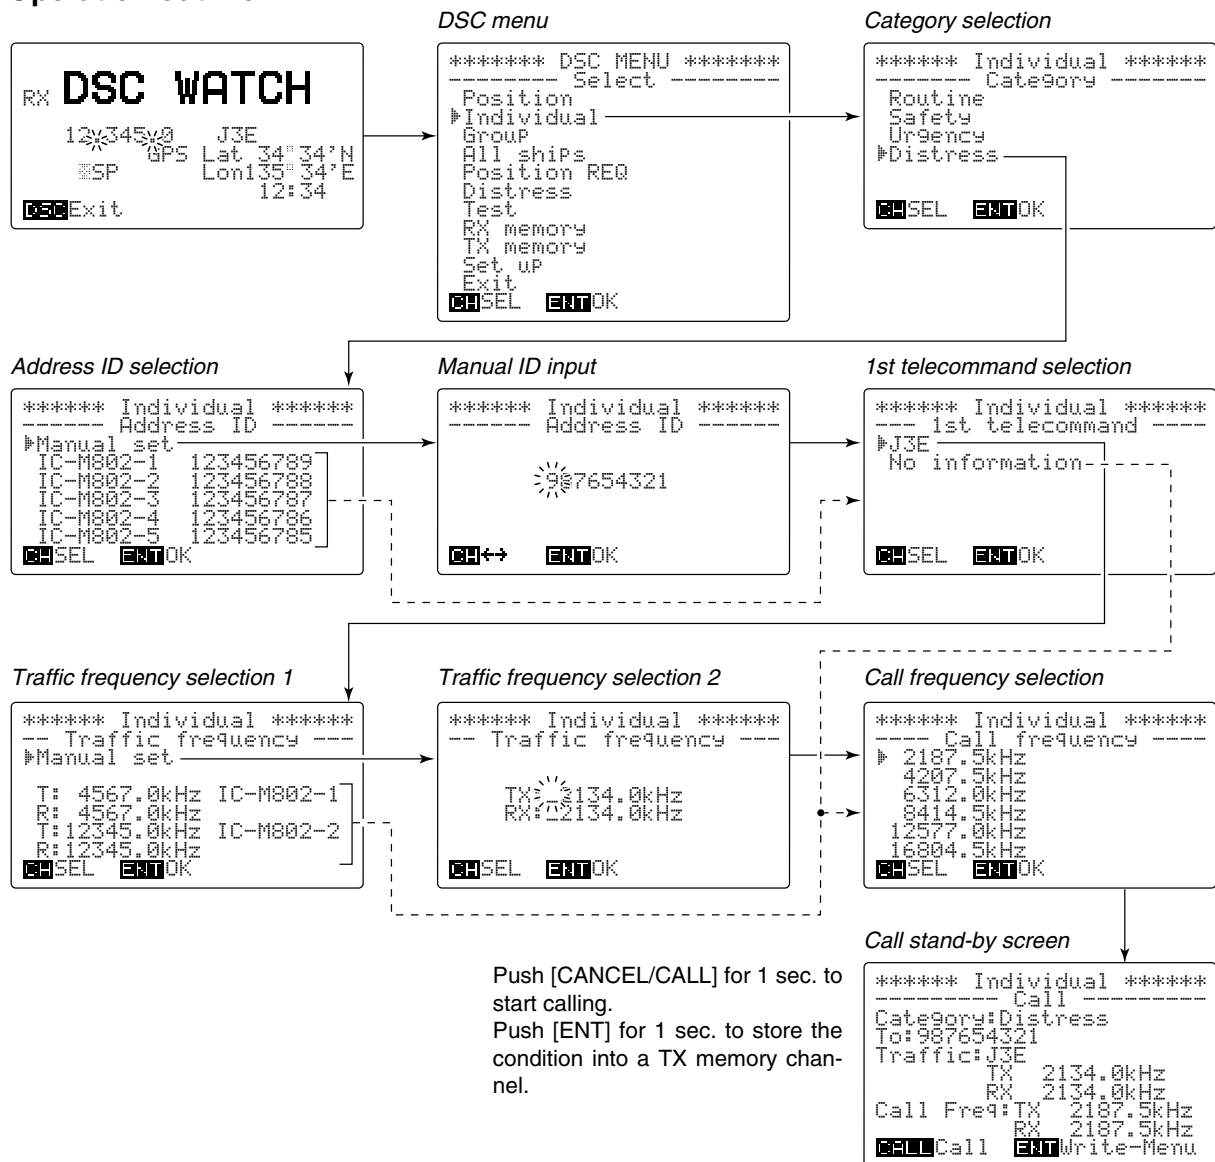 DSC menu
Category selection
RX DSC WATCH
12.345.0 J3E
GPS Lat 34°34'N
SP Lon135°34'E
12:34
DSC Exit
******* DSC MENU *******
-------- Select --------
Position
Individual
Group
All ships
Position REQ
Distress
Test
RX memory
TX memory
Set up
Exit
CH SEL ENT OK
****** Individual ******
------- Category -------
Routine
Safety
Urgency
Distress
CH SEL ENT OK
Address ID selection
Manual ID input
1st telecommand selection
****** Individual ******
------ Address ID ------
Manual set
IC-M802-1 123456789
IC-M802-2 123456788
IC-M802-3 123456787
IC-M802-4 123456786
IC-M802-5 123456785
CH SEL ENT OK
****** Individual ******
------ Address ID ------
987654321
CH ↔ ENT OK
****** Individual ******
--- 1st telecommand ----
J3E
No information
CH SEL ENT OK
Traffic frequency selection 1
Traffic frequency selection 2
Call frequency selection
****** Individual ******
-- Traffic frequency ---
Manual set
T: 4567.0kHz IC-M802-1
R: 4567.0kHz
T:12345.0kHz IC-M802-2
R:12345.0kHz
CH SEL ENT OK
****** Individual ******
-- Traffic frequency ---
TX:_2134.0kHz
RX:_2134.0kHz
CH SEL ENT OK
****** Individual ******
---- Call frequency ----
2187.5kHz
4207.5kHz
6312.0kHz
8414.5kHz
12577.0kHz
16804.5kHz
CH SEL ENT OK
Call stand-by screen
Push [CANCEL/CALL] for 1 sec. to
start calling.
Push [ENT] for 1 sec. to store the
condition into a TX memory chan-
nel.
****** Individual ******
--------- Call ---------
Category:Distress
To:987654321
Traffic:J3E
TX 2134.0kHz
RX 2134.0kHz
Call Freq:TX 2187.5kHz
RX 2187.5kHz
CALL Call ENT Write-Menu